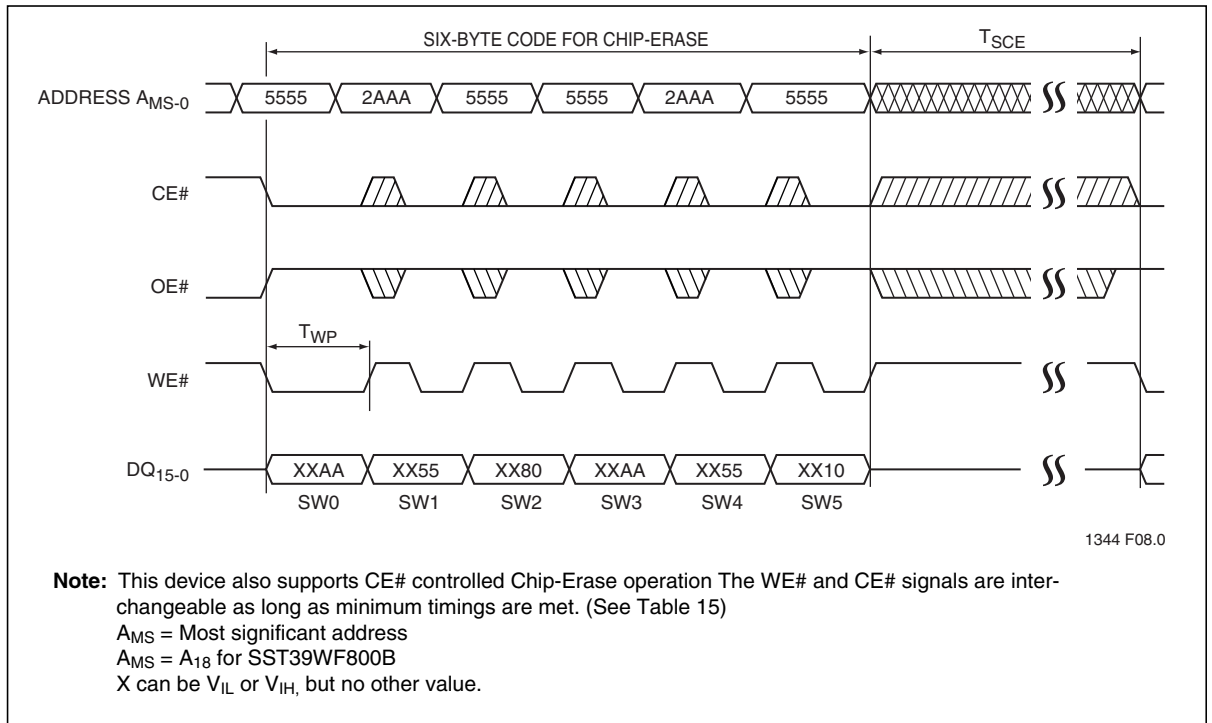 SIX-BYTE CODE FOR CHIP-ERASE TSCE
ADDRESS AMS-0 5555 2AAA 5555 5555 2AAA 5555
CE#
OE#
TWP
WE#
DQ15-0 XXAA XX55 XX80 XXAA XX55 XX10
SW0 SW1 SW2 SW3 SW4 SW5
1344 F08.0
Note: This device also supports CE# controlled Chip-Erase operation The WE# and CE# signals are inter-
changeable as long as minimum timings are met. (See Table 15)
AMS = Most significant address
AMS = A18 for SST39WF800B
X can be VIL or VIH, but no other value.